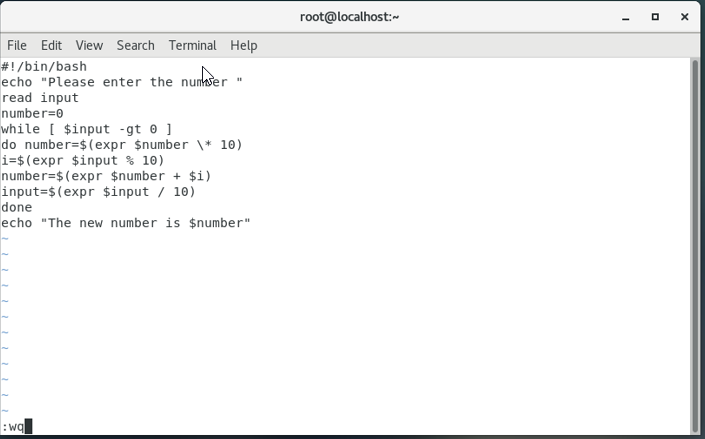 root@localhost:~
File Edit View Search Terminal Help
#!/bin/bash
echo "Please enter the number "
read input
number=0
while [ $input -gt 0 ]
do number=$(expr $number \* 10)
i=$(expr $input % 10)
number=$(expr $number + $i)
input=$(expr $input / 10)
done
echo "The new number is $number"
~
~
~
~
~
~
~
~
~
~
~
~
:wq